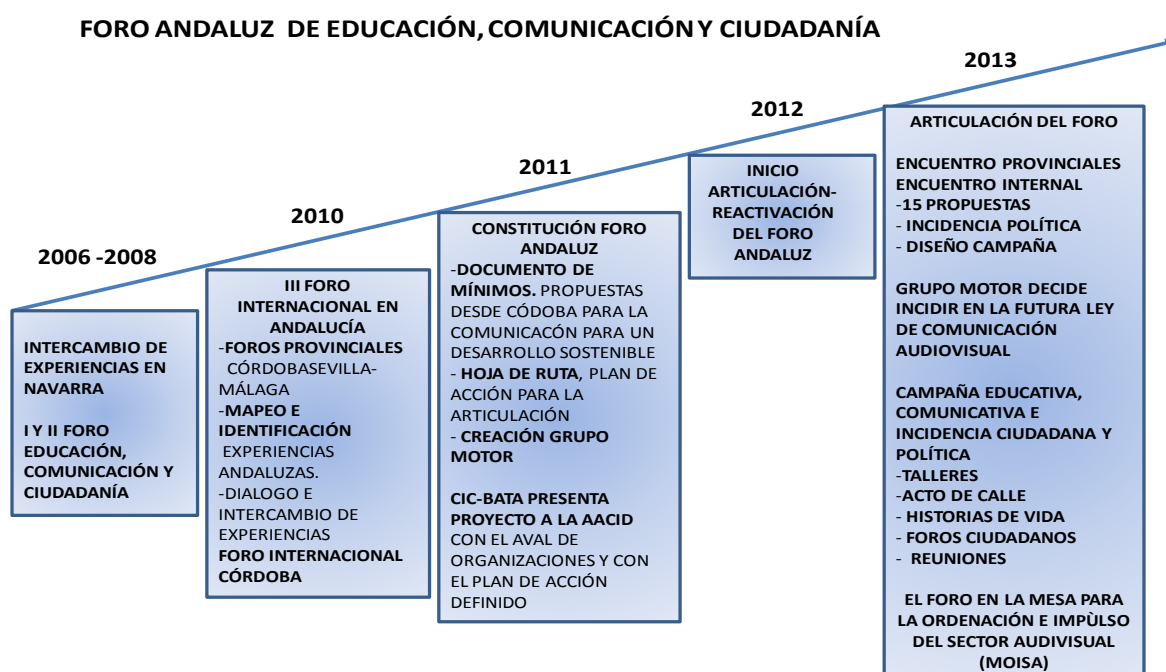 FORO ANDALUZ DE EDUCACIÓN, COMUNICACIÓN Y CIUDADANÍA
2006 -2008
INTERCAMBIO DE
EXPERIENCIAS EN
NAVARRA
I Y II FORO
EDUCACIÓN,
COMUNICACIÓN Y
CIUDADANÍA
2010
III FORO
INTERNACIONAL EN
ANDALUCÍA
-FOROS PROVINCIALES
CÓRDOBASEVILLA-
MÁLAGA
-MAPEO E
IDENTIFICACIÓN
EXPERIENCIAS
ANDALUZAS.
-DIALOGO E
INTERCAMBIO DE
EXPERIENCIAS
FORO INTERNACIONAL
CÓRDOBA
2011
CONSTITUCIÓN FORO
ANDALUZ
-DOCUMENTO DE
MÍNIMOS. PROPUESTAS
DESDE CÓDOBA PARA LA
COMUNICACÓN PARA UN
DESARROLLO SOSTENIBLE
- HOJA DE RUTA, PLAN DE
ACCIÓN PARA LA
ARTICULACIÓN
- CREACIÓN GRUPO
MOTOR
CIC-BATA PRESENTA
PROYECTO A LA AACID
CON EL AVAL DE
ORGANIZACIONES Y CON
EL PLAN DE ACCIÓN
DEFINIDO
2012
INICIO
ARTICULACIÓN-
REACTIVACIÓN
DEL FORO
ANDALUZ
2013
ARTICULACIÓN DEL FORO
ENCUENTRO PROVINCIALES
ENCUENTRO INTERNAL
-15 PROPUESTAS
- INCIDENCIA POLÍTICA
- DISEÑO CAMPAÑA
GRUPO MOTOR DECIDE
INCIDIR EN LA FUTURA LEY
DE COMUNICACIÓN
AUDIOVISUAL
CAMPAÑA EDUCATIVA,
COMUNICATIVA E
INCIDENCIA CIUDADANA Y
POLÍTICA
-TALLERES
-ACTO DE CALLE
- HISTORIAS DE VIDA
- FOROS CIUDADANOS
- REUNIONES
EL FORO EN LA MESA PARA
LA ORDENACIÓN E IMPÙLSO
DEL SECTOR AUDIVISUAL
(MOISA)